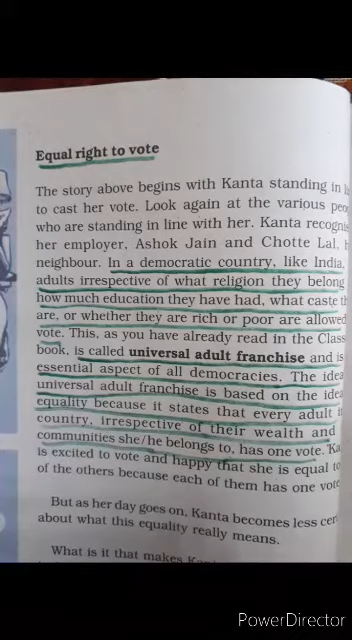 Equal right to vote
The story above begins with Kanta standing in
to cast her vote. Look again at the various
who are standing in line with her. Kanta
her employer, Ashok Jain and Chotte Lal,
neighbour. In a democratic country, like India,
adults irrespective of what religion they belong
how much education they have had, what caste
are, or whether they are rich or poor are allowed
vote. This, as you have already read in the Class
book, is called universal adult franchise and is
essential aspect of all democracies. The idea
universal adult franchise is based on the idea
equality because it states that every adult
country, irrespective of their wealth and
communities she/he belongs to, has one vote.
is excited to vote and happy that she is equal to
of the others because each of them has one vote
But as her day goes on, Kanta becomes less
about what this equality really means.
What is it that makes
PowerDirector